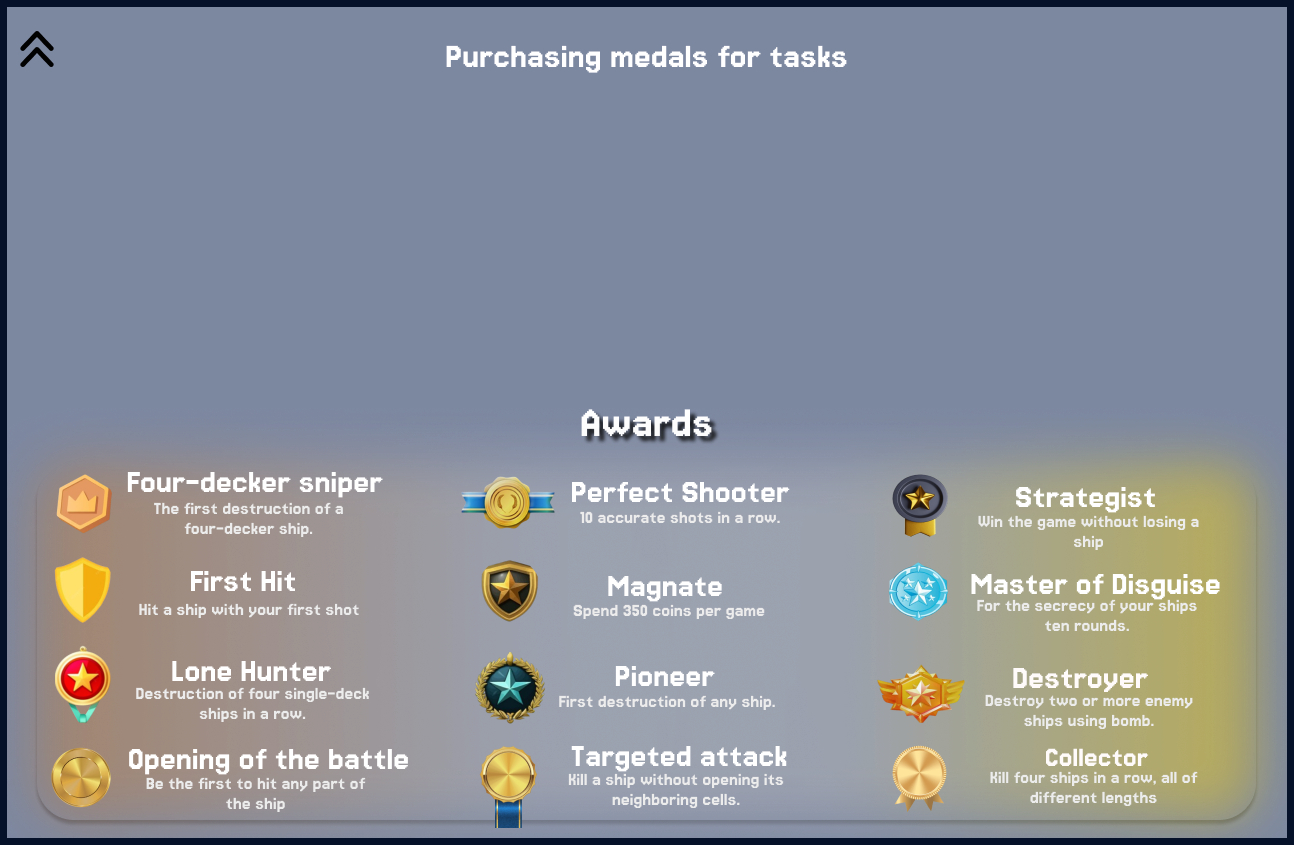 Purchasing medals for tasks
Awards
Four-decker sniper
The first destruction of a
four-decker ship.
First Hit
Hit a ship with your first shot
Lone Hunter
Destruction of four single-deck
ships in a row.
Opening of the battle
Be the first to hit any part of
the ship
Perfect Shooter
10 accurate shots in a row.
Magnate
Spend 350 coins per game
Pioneer
First destruction of any ship.
Targeted attack
Kill a ship without opening its
neighboring cells.
Strategist
Win the game without losing a
ship
Master of Disguise
For the secrecy of your ships
ten rounds.
Destroyer
Destroy two or more enemy
ships using bomb.
Collector
Kill four ships in a row, all of
different lengths